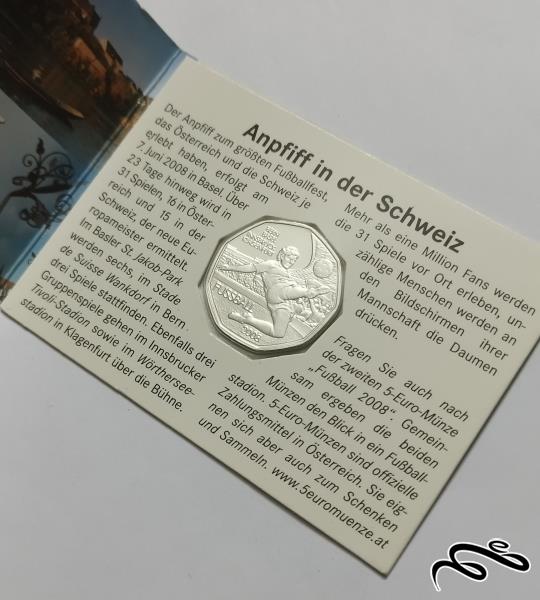 Anpfiff in der Schweiz
Der Anpfiff zum größten Fußballfest,
das Österreich und die Schweiz je
erlebt haben, erfolgt am
7. Juni 2008 in Basel. Über
23 Tage hinweg wird in
31 Spielen, 16 in Öster-
reich und 15 in der
Schweiz, der neue Eu-
ropameister ermittelt.
Im Basler St. Jakob-Park
werden sechs, im Stade
de Suisse Wankdorf in Bern
drei Spiele stattfinden. Ebenfalls drei
Gruppenspiele gehen im Innsbrucker
Tivoli-Stadion sowie im Wörthersee-
stadion in Klagenfurt über die Bühne.
Mehr als eine Million Fans werden
die 31 Spiele vor Ort erleben, un-
zählige Menschen werden an
den Bildschirmen ihrer
Mannschaft die Daumen
drücken.
Fragen Sie auch nach
der zweiten 5-Euro-Münze
„Fußball 2008“. Gemein-
sam ergeben die beiden
Münzen den Blick in ein Fußball-
stadion. 5-Euro-Münzen sind offizielle
Zahlungsmittel in Österreich. Sie eig-
nen sich aber auch zum Schenken
und Sammeln. www.5euromuenze.at
FUSSBALL
2008